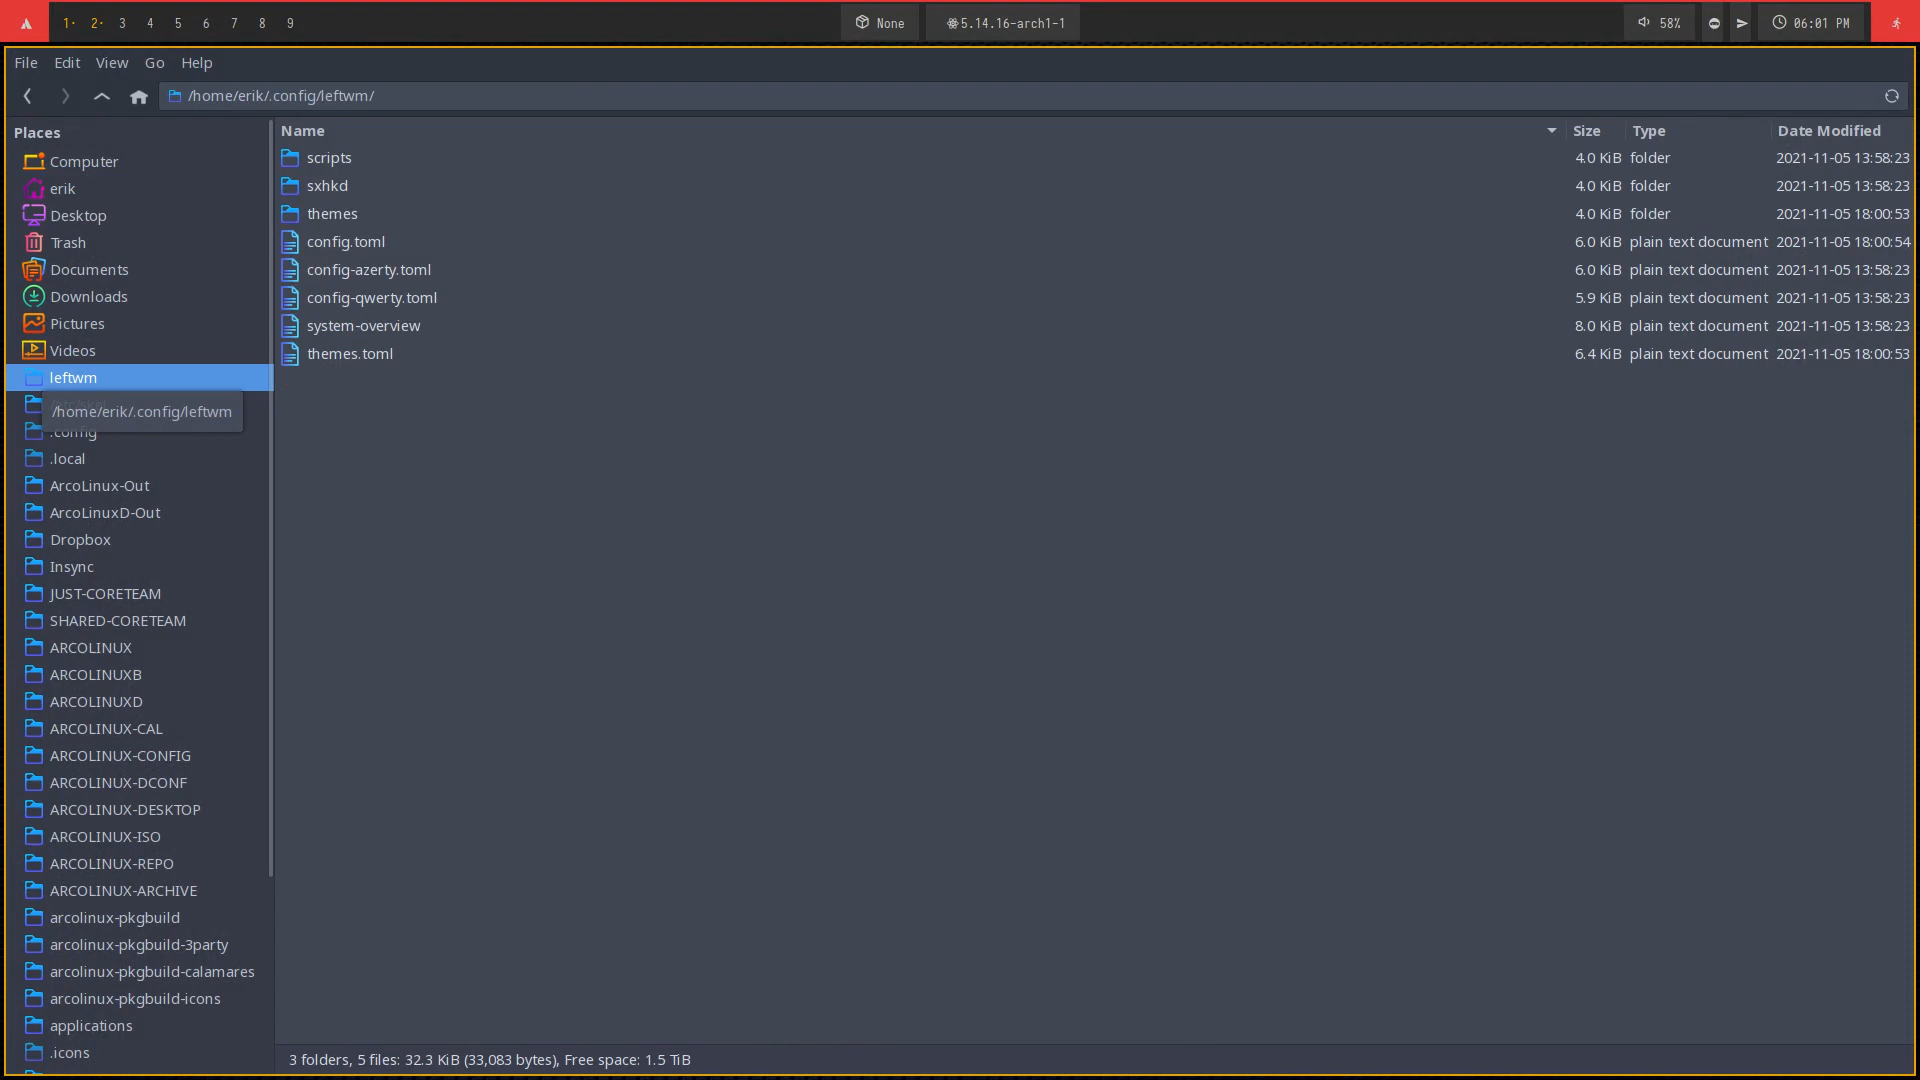 1· 2· 3 4 5 6 7 8 9 None 5.14.16-arch1-1 58% 06:01 PM
File Edit View Go Help
/home/erik/.config/leftwm/
Places
Computer
erik
Desktop
Trash
Documents
Downloads
Pictures
Videos
leftwm
/home/erik/.config/leftwm
.config
.local
ArcoLinux-Out
ArcoLinuxD-Out
Dropbox
Insync
JUST-CORETEAM
SHARED-CORETEAM
ARCOLINUX
ARCOLINUXB
ARCOLINUXD
ARCOLINUX-CAL
ARCOLINUX-CONFIG
ARCOLINUX-DCONF
ARCOLINUX-DESKTOP
ARCOLINUX-ISO
ARCOLINUX-REPO
ARCOLINUX-ARCHIVE
arcolinux-pkgbuild
arcolinux-pkgbuild-3party
arcolinux-pkgbuild-calamares
arcolinux-pkgbuild-icons
applications
.icons
Name Size Type Date Modified
scripts 4.0 KiB folder 2021-11-05 13:58:23
sxhkd 4.0 KiB folder 2021-11-05 13:58:23
themes 4.0 KiB folder 2021-11-05 18:00:53
config.toml 6.0 KiB plain text document 2021-11-05 18:00:54
config-azerty.toml 6.0 KiB plain text document 2021-11-05 13:58:23
config-qwerty.toml 5.9 KiB plain text document 2021-11-05 13:58:23
system-overview 8.0 KiB plain text document 2021-11-05 13:58:23
themes.toml 6.4 KiB plain text document 2021-11-05 18:00:53
3 folders, 5 files: 32.3 KiB (33,083 bytes), Free space: 1.5 TiB